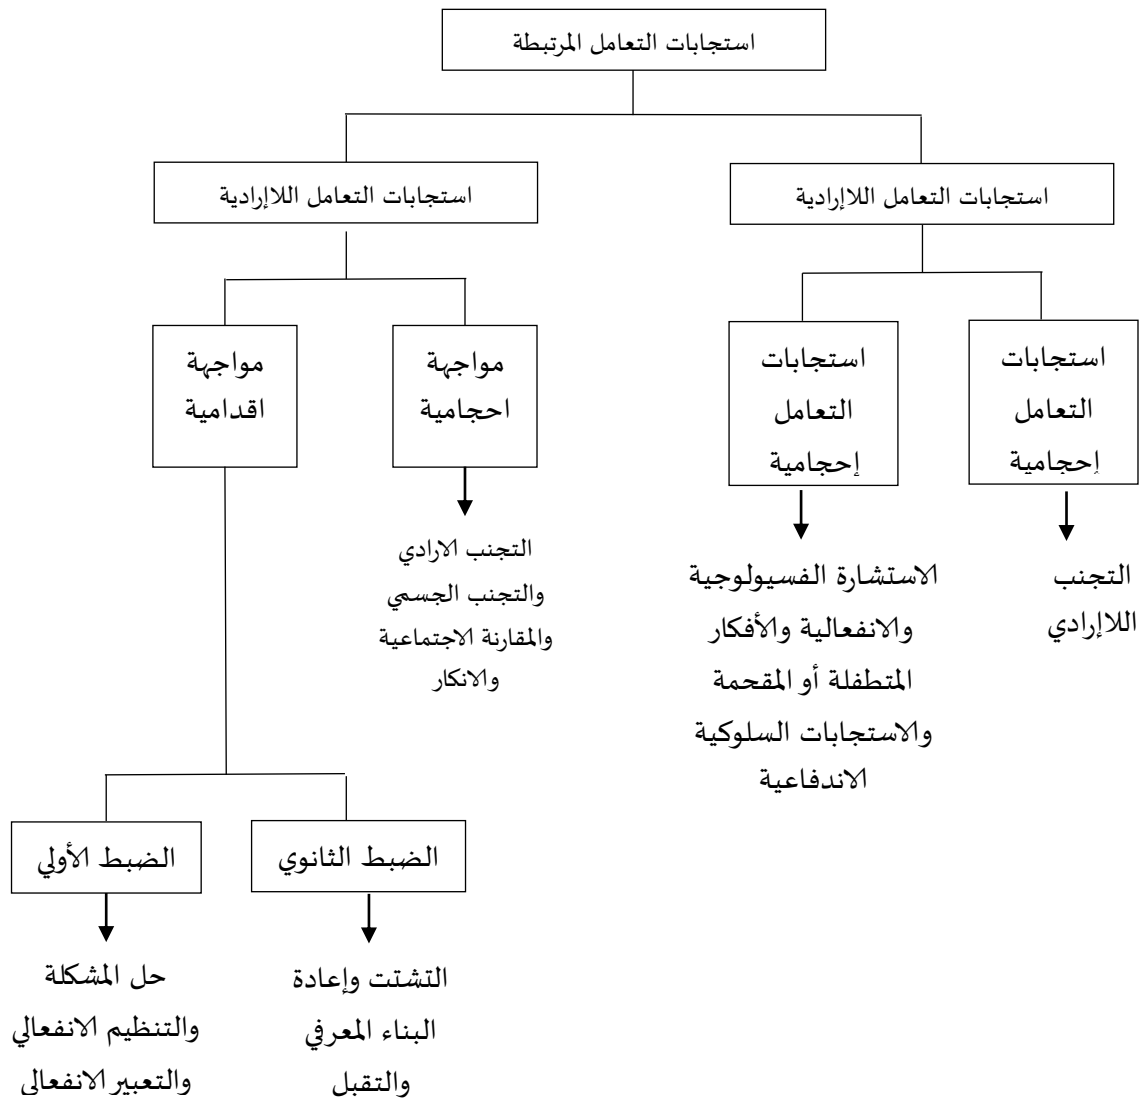 استجابات التعامل المرتبطة
استجابات التعامل اللاإرادية
استجابات التعامل اللاإرادية
استجابات
التعامل
إحجامية
استجابات
التعامل
إحجامية
مواجهة
احجامية
مواجهة
اقدامية
التجنب
اللاإرادي
الاستشارة الفسيولوجية
والانفعالية والأفكار
المتطفلة أو المقحمة
والاستجابات السلوكية
الاندفاعية
التجنب الارادي
والتجنب الجسمي
والمقارنة الاجتماعية
والانكار
الضبط الثانوي
الضبط الأولي
التشتت وإعادة
البناء المعرفي
والتقبل
حل المشكلة
والتنظيم الانفعالي
والتعبير الانفعالي